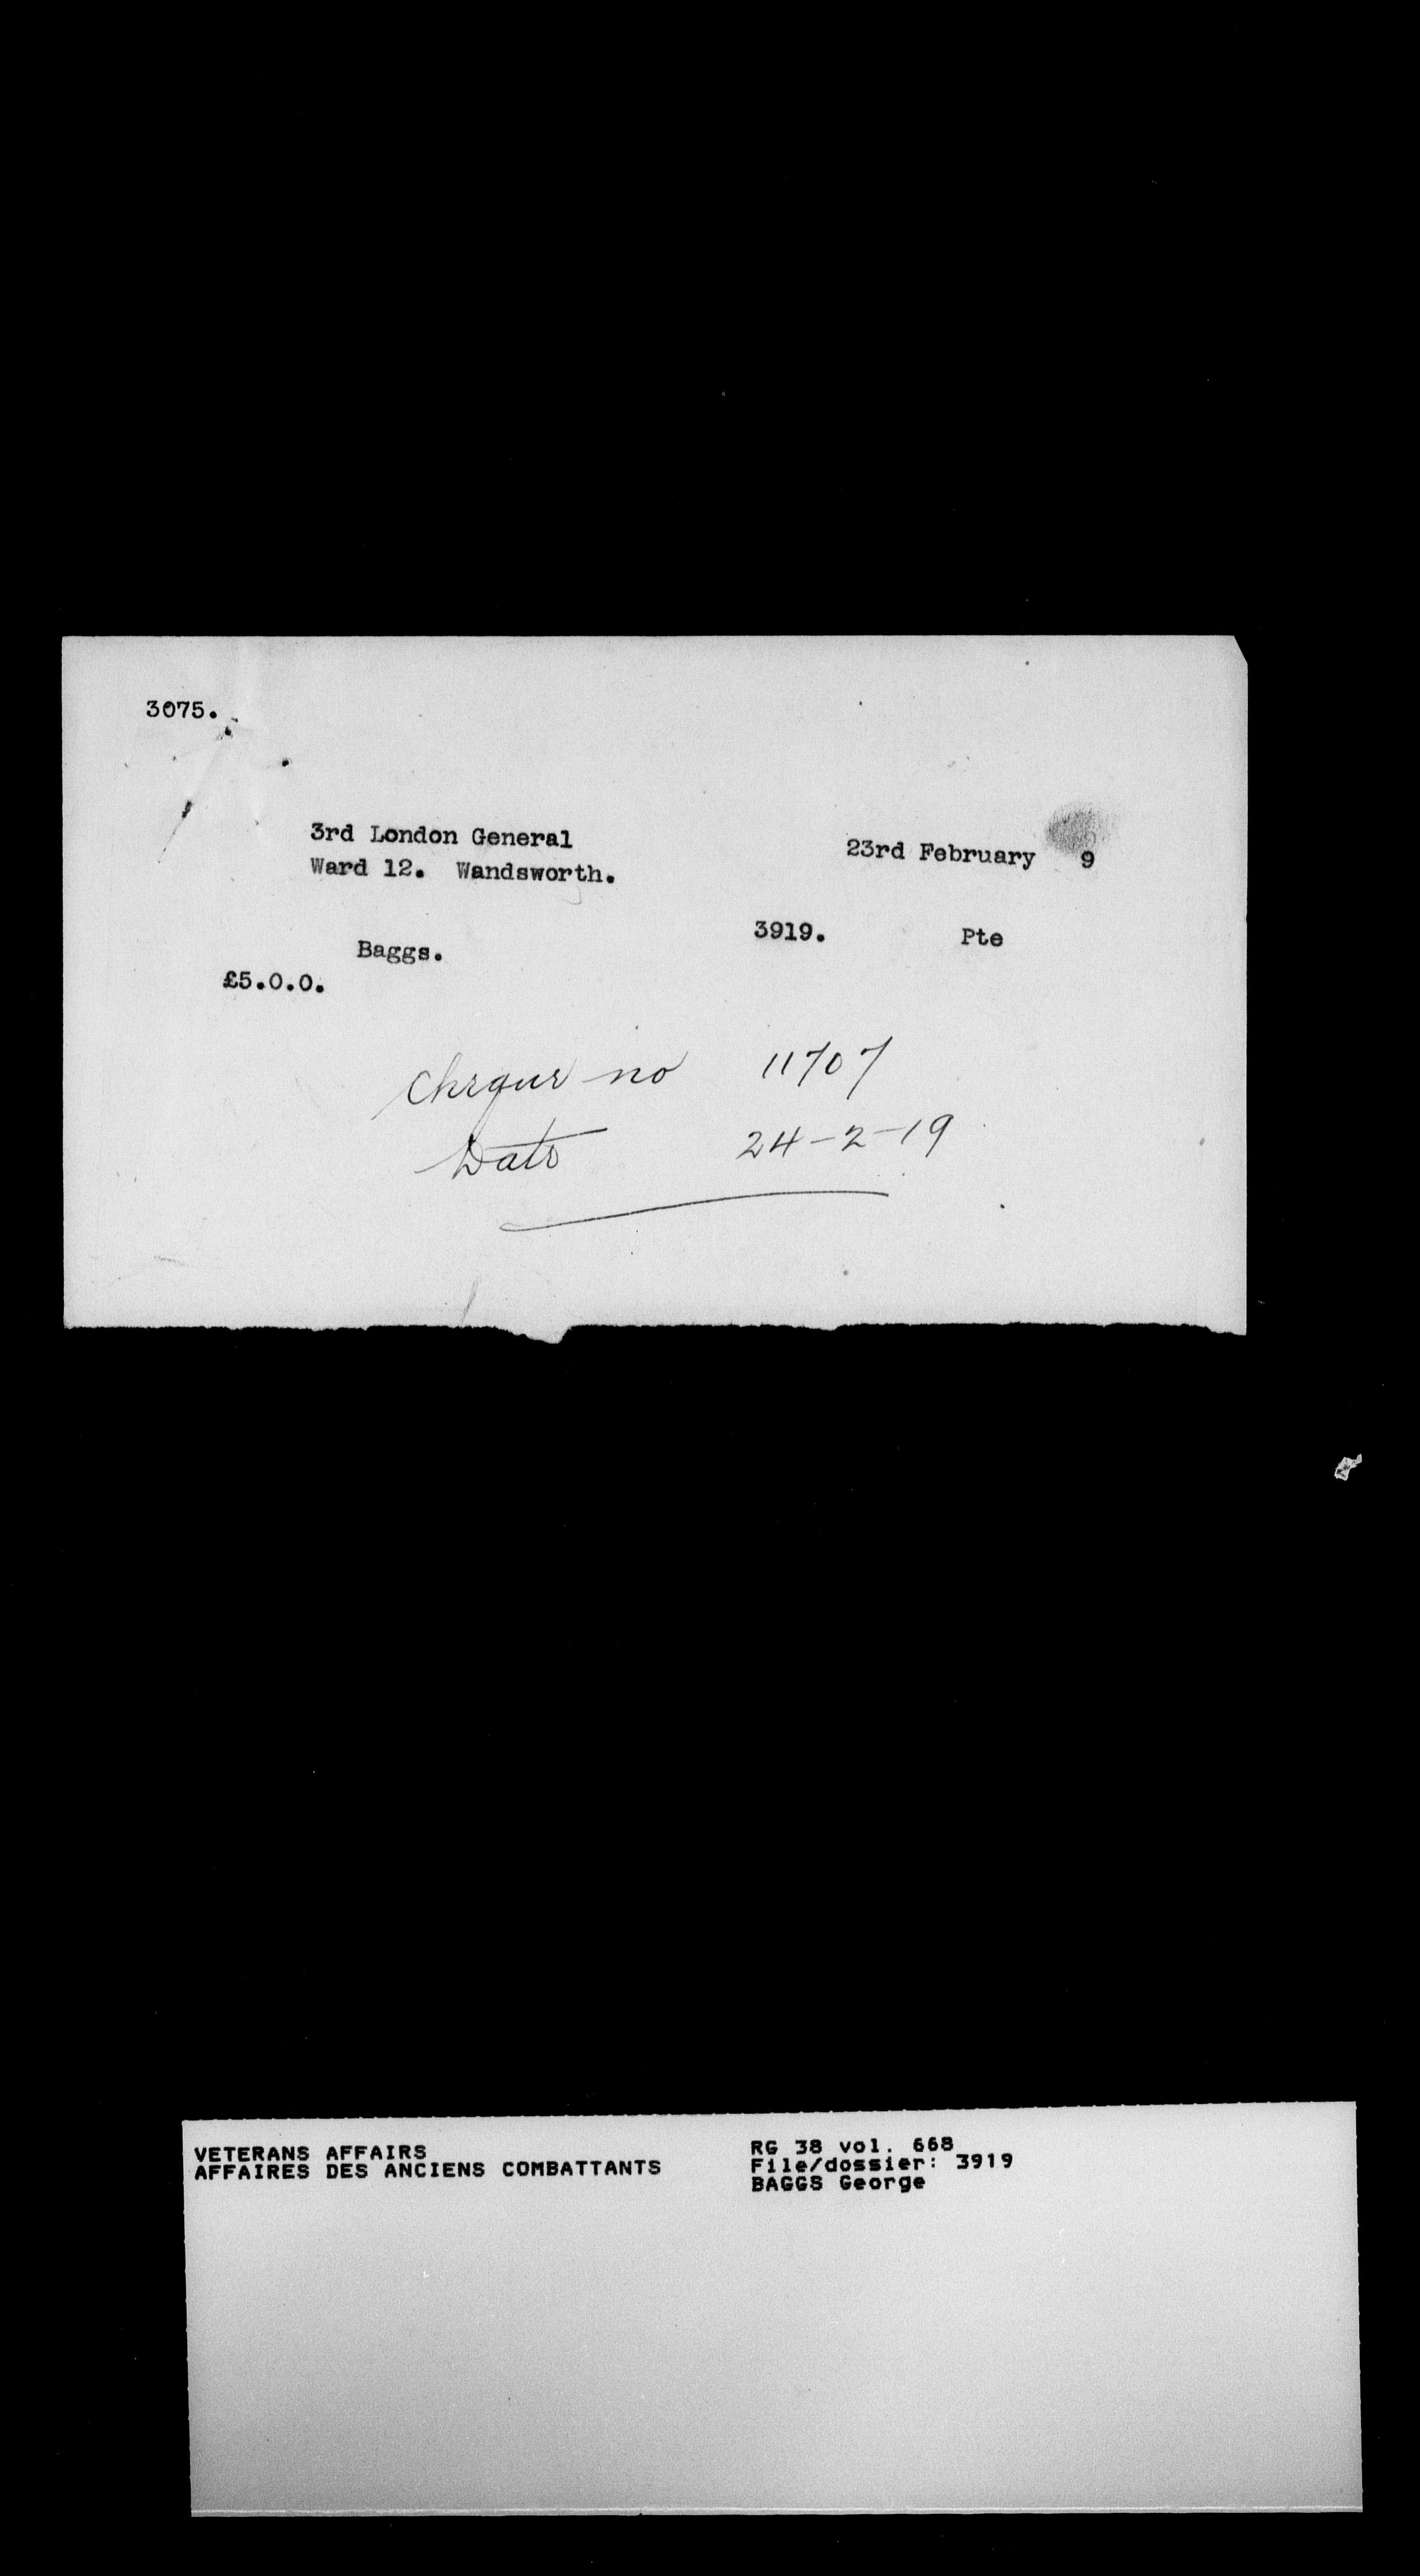 3075.
3rd London General
Ward 12. Wandsworth.
23rd February 9
3919. Pte
Baggs.
£5.0.0.
Cheque no 11707
Date 24-2-19
VETERANS AFFAIRS
AFFAIRES DES ANCIENS COMBATTANTS
RG 38 vol. 668
File/dossier: 3919
BAGGS George